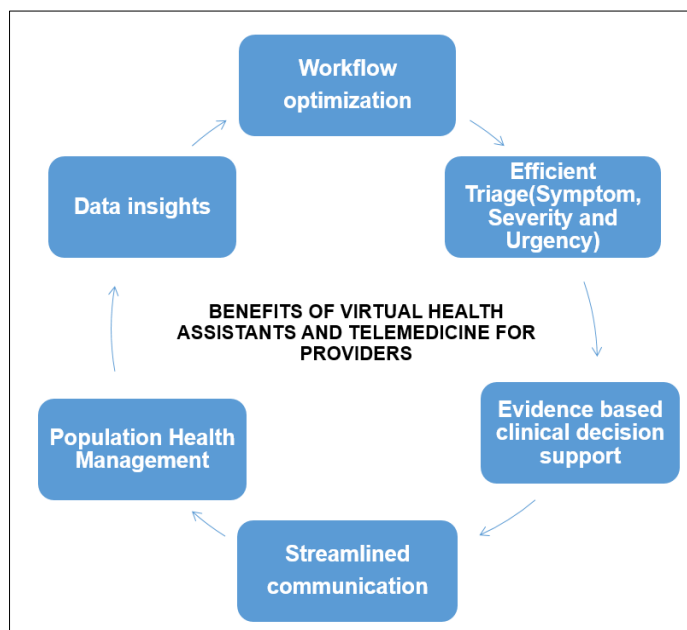 Workflow
optimization
Efficient
Triage(Symptom,
Severity and
Urgency)
Data insights
BENEFITS OF VIRTUAL HEALTH
ASSISTANTS AND TELEMEDICINE FOR
PROVIDERS
Evidence based
clinical decision
support
Population Health
Management
Streamlined
communication